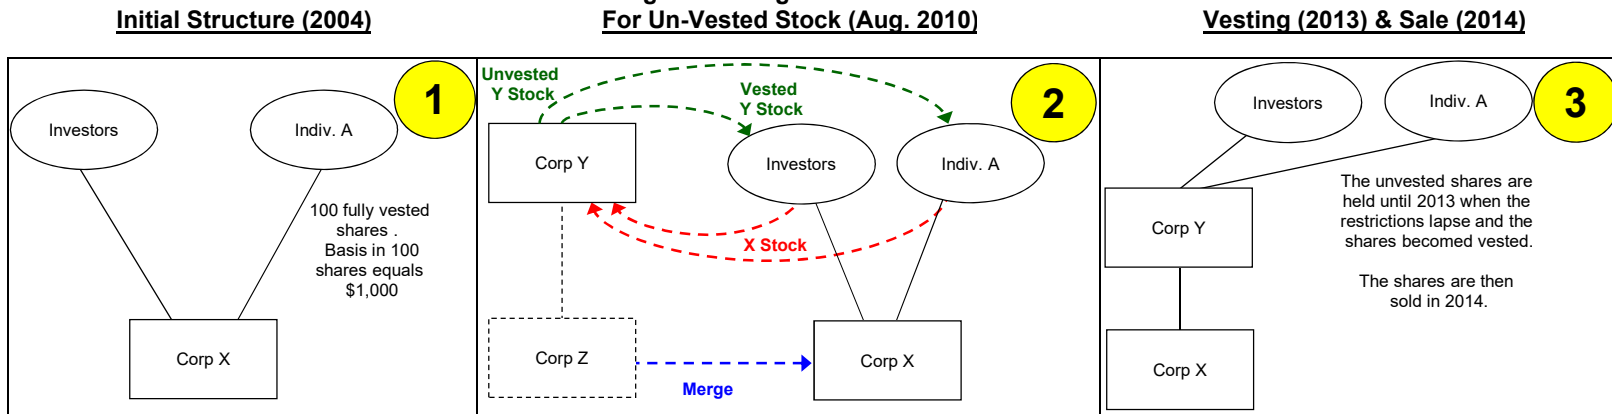 Initial Structure (2004)
For Un-Vested Stock (Aug. 2010)
Vesting (2013) & Sale (2014)
1
Investors
Indiv. A
100 fully vested
shares .
Basis in 100
shares equals
$1,000
Corp X
2
Unvested
Y Stock
Vested
Y Stock
Corp Y
Investors
Indiv. A
X Stock
Corp Z
Merge
Corp X
3
Investors
Indiv. A
The unvested shares are
held until 2013 when the
restrictions lapse and the
shares becomed vested.
Corp Y
The shares are then
sold in 2014.
Corp X